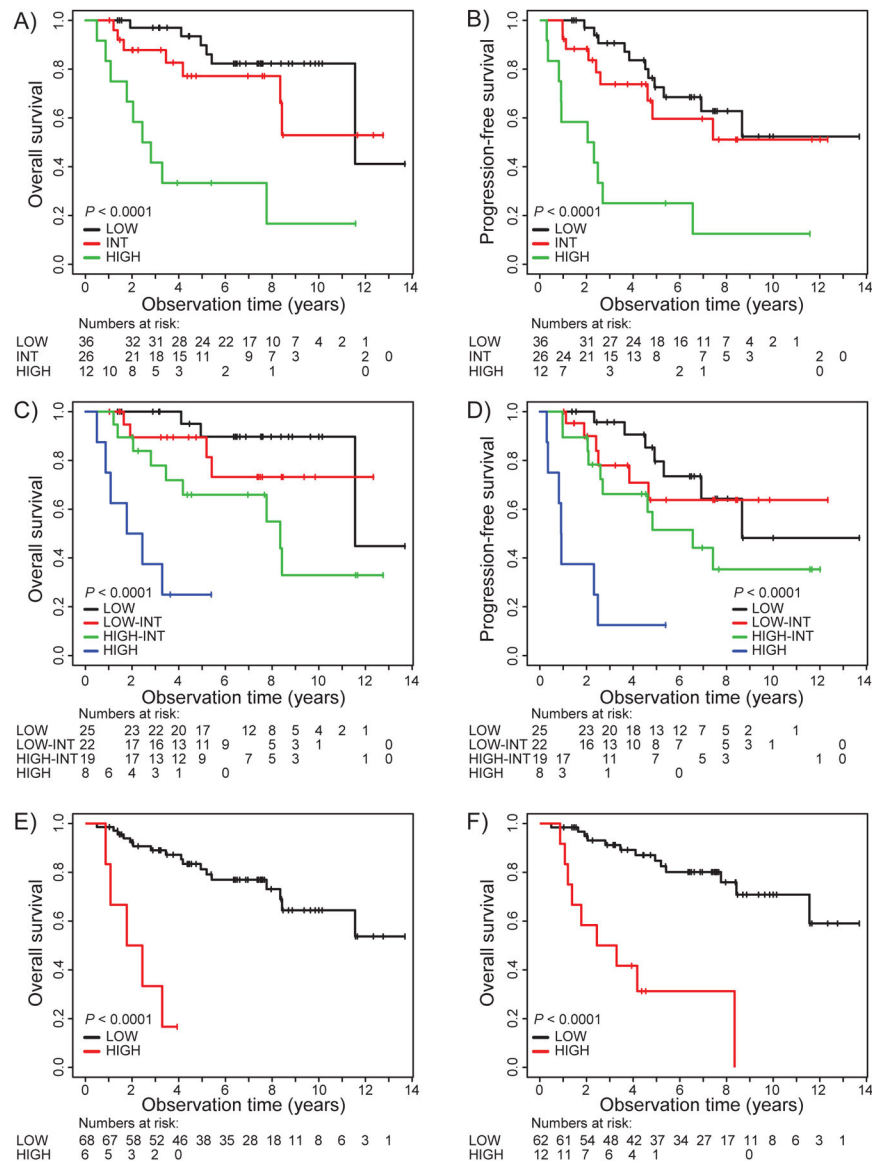 A)
Overall survival
1.0
0.8
0.6
0.4
0.2
0.0
P < 0.0001
LOW
INT
HIGH
0 2 4 6 8 10 12 14
Observation time (years)
Numbers at risk:
LOW 36 32 31 28 24 22 17 10 7 4 2 1
INT 26 21 18 15 11 9 7 3 2 0
HIGH 12 10 8 5 3 2 1 0
B)
Progression-free survival
1.0
0.8
0.6
0.4
0.2
0.0
P < 0.0001
LOW
INT
HIGH
0 2 4 6 8 10 12 14
Observation time (years)
Numbers at risk:
LOW 36 31 27 24 18 16 11 7 4 2 1
INT 26 24 21 15 13 8 7 5 3 2 0
HIGH 12 7 3 2 1 0
C)
Overall survival
1.0
0.8
0.6
0.4
0.2
0.0
P < 0.0001
LOW
LOW-INT
HIGH-INT
HIGH
0 2 4 6 8 10 12 14
Observation time (years)
Numbers at risk:
LOW 25 23 22 20 17 12 8 5 4 2 1
LOW-INT 22 17 16 13 11 9 5 3 1 0
HIGH-INT 19 17 13 12 9 7 5 3 1 0
HIGH 8 6 4 3 1 0
D)
Progression-free survival
1.0
0.8
0.6
0.4
0.2
0.0
P < 0.0001
LOW
LOW-INT
HIGH-INT
HIGH
0 2 4 6 8 10 12 14
Observation time (years)
Numbers at risk:
LOW 25 23 20 18 13 12 7 5 2 1
LOW-INT 22 16 13 10 8 7 5 3 1 0
HIGH-INT 19 17 11 7 5 3 1 0
HIGH 8 3 1 0
E)
Overall survival
1.0
0.8
0.6
0.4
0.2
0.0
P < 0.0001
LOW
HIGH
0 2 4 6 8 10 12 14
Observation time (years)
Numbers at risk:
LOW 68 67 58 52 46 38 35 28 18 11 8 6 3 1
HIGH 6 5 3 2 0
F)
Overall survival
1.0
0.8
0.6
0.4
0.2
0.0
P < 0.0001
LOW
HIGH
0 2 4 6 8 10 12 14
Observation time (years)
Numbers at risk:
LOW 62 61 54 48 42 37 34 27 17 11 8 6 3 1
HIGH 12 11 7 6 4 1 0